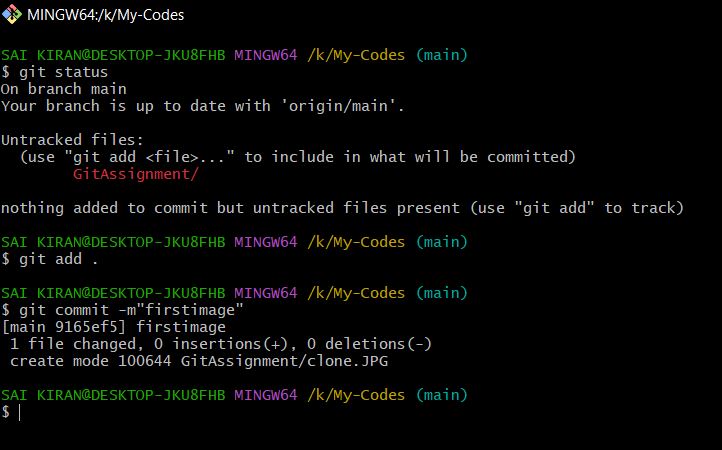 MINGW64:/k/My-Codes
SAI KIRAN@DESKTOP-JKU8FHB MINGW64 /k/My-Codes (main)
$ git status
On branch main
Your branch is up to date with 'origin/main'.
Untracked files:
  (use "git add <file>..." to include in what will be committed)
        GitAssignment/
nothing added to commit but untracked files present (use "git add" to track)
SAI KIRAN@DESKTOP-JKU8FHB MINGW64 /k/My-Codes (main)
$ git add .
SAI KIRAN@DESKTOP-JKU8FHB MINGW64 /k/My-Codes (main)
$ git commit -m"firstimage"
[main 9165ef5] firstimage
 1 file changed, 0 insertions(+), 0 deletions(-)
 create mode 100644 GitAssignment/clone.JPG
SAI KIRAN@DESKTOP-JKU8FHB MINGW64 /k/My-Codes (main)
$